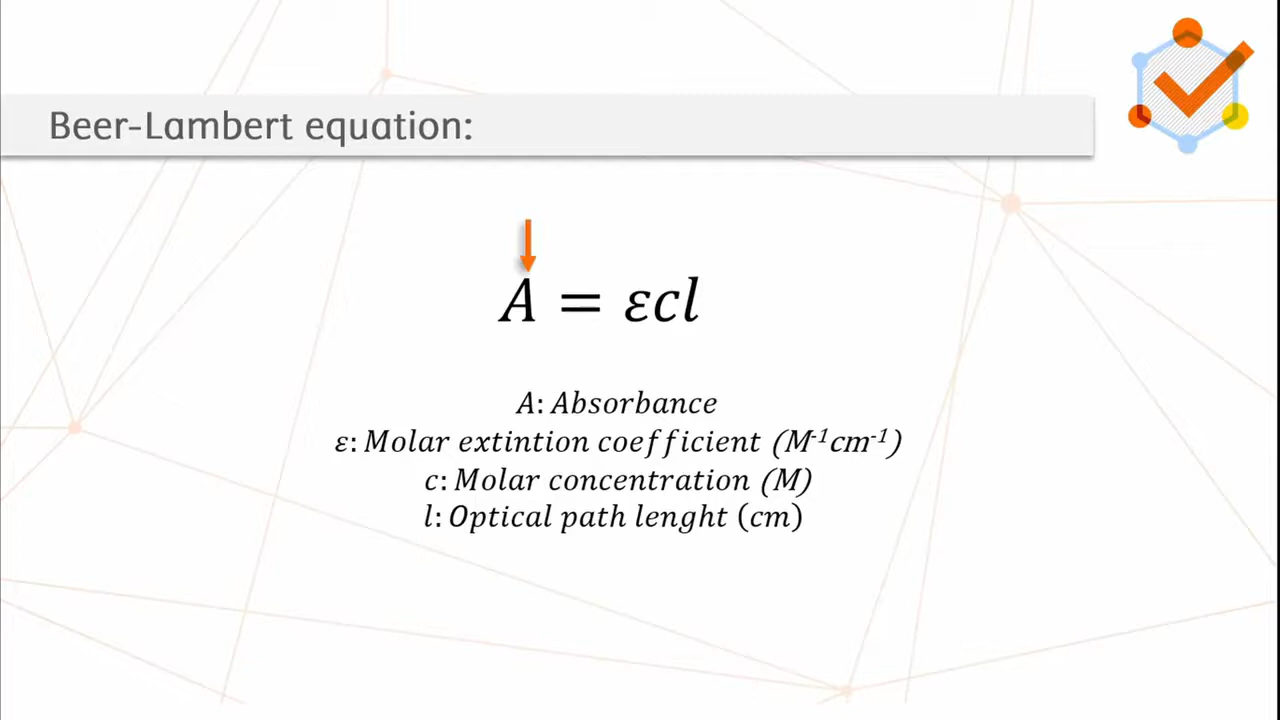 Beer-Lambert equation:
A = εcl
A: Absorbance
ε: Molar extintion coefficient (M⁻¹cm⁻¹)
c: Molar concentration (M)
l: Optical path lenght (cm)